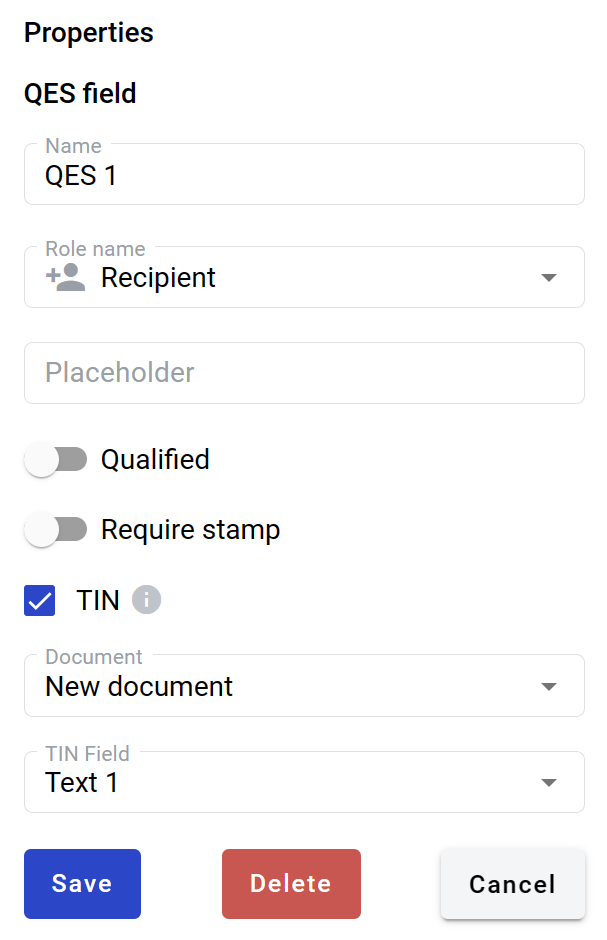 Properties
QES field
Name
QES 1
Role name
Recipient
Placeholder
Qualified
Require stamp
TIN
Document
New document
TIN Field
Text 1
Save Delete Cancel